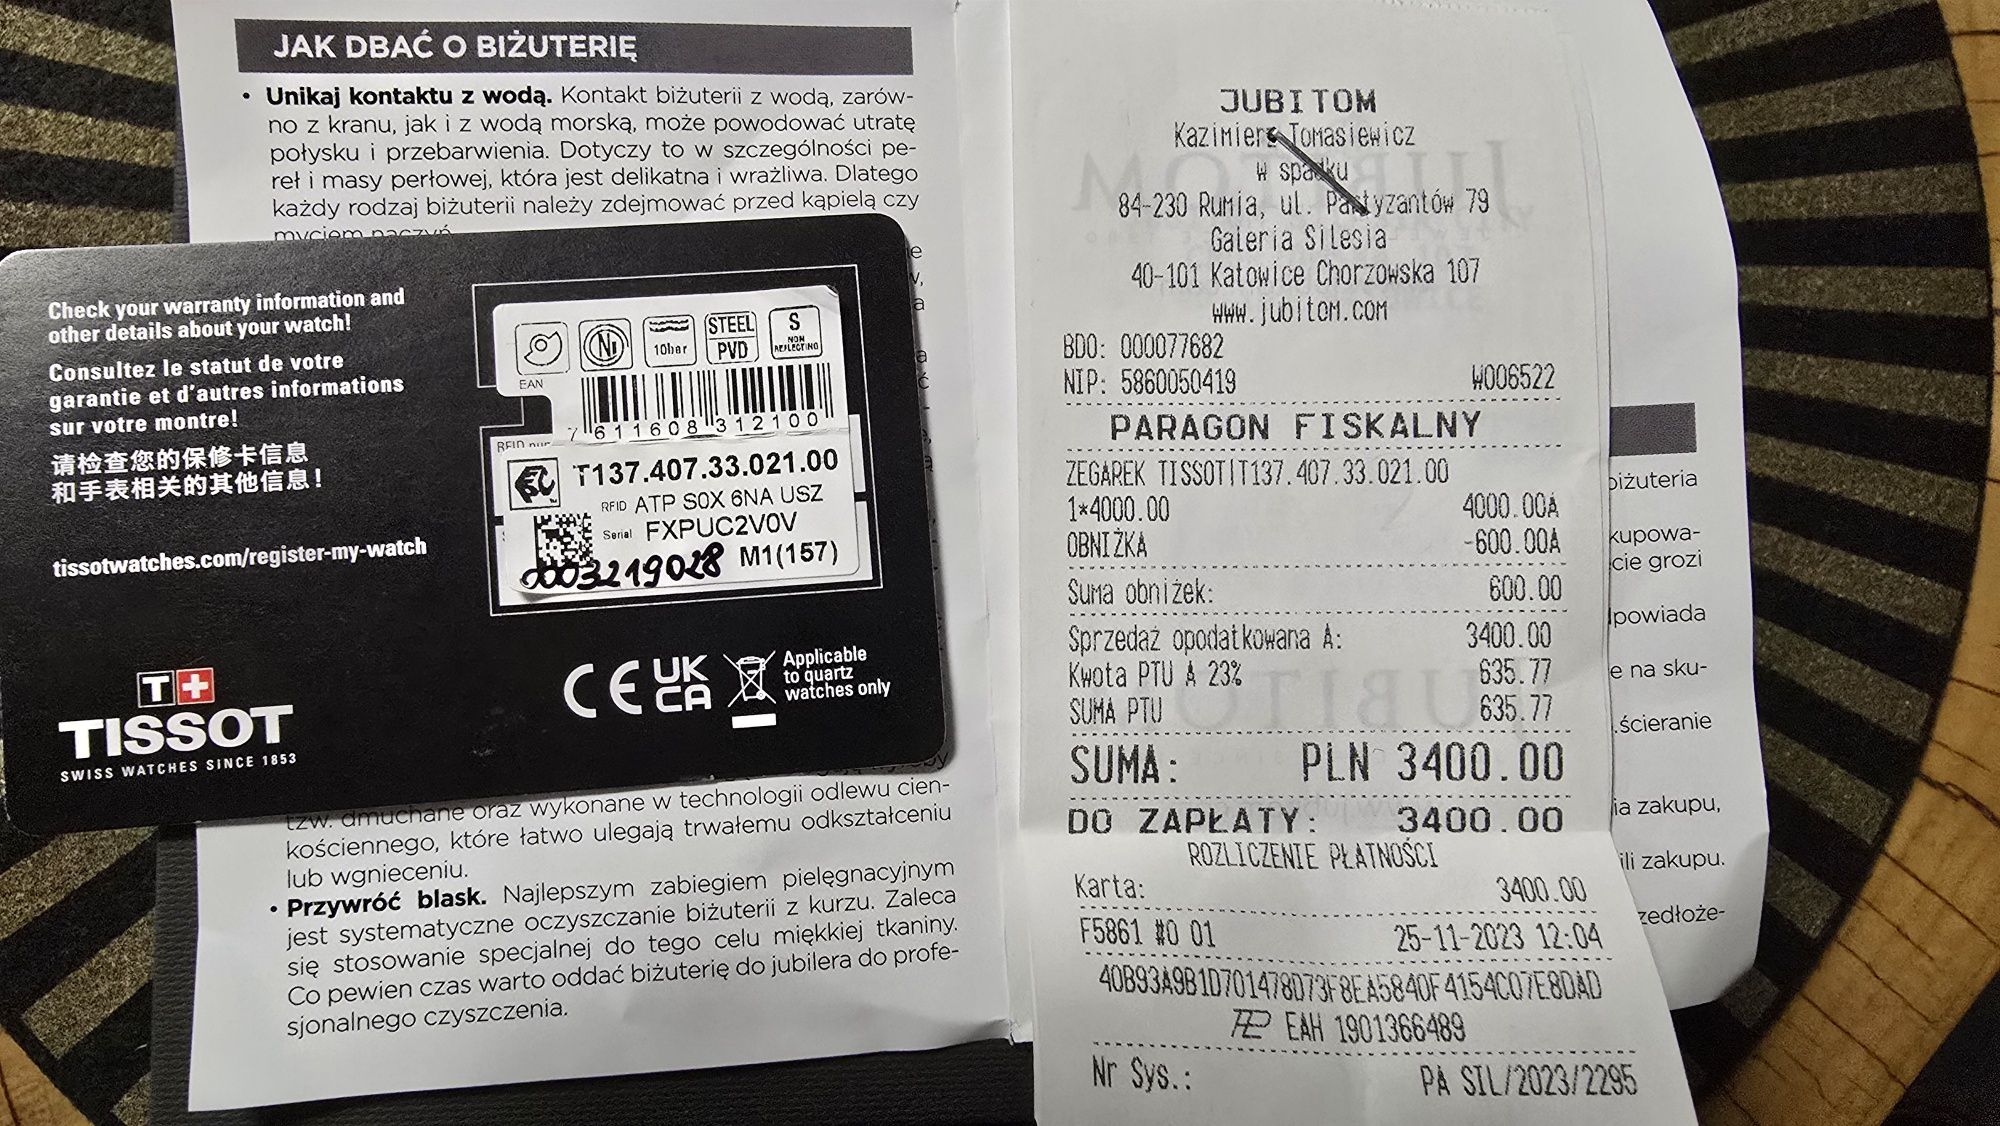 JAK DBAĆ O BIŻUTERIĘ
• Unikaj kontaktu z wodą. Kontakt biżuterii z wodą, zarów-
no z kranu, jak i z wodą morską, może powodować utratę
połysku i przebarwienia. Dotyczy to w szczególności pe-
reł i masy perłowej, która jest delikatna i wrażliwa. Dlatego
każdy rodzaj biżuterii należy zdejmować przed kąpielą czy
myciem naczyń.
Check your warranty information and
other details about your watch!
Consultez le statut de votre
garantie et d'autres informations
sur votre montre!
请检查您的保修卡信息
和手表相关的其他信息!
tissotwatches.com/register-my-watch
T+
TISSOT
SWISS WATCHES SINCE 1853
10bar
STEEL
PVD
S
NON
REFLECTING
EAN
7 611608 312100
RFID
T137.407.33.021.00
RFID ATP S0X 6NA USZ
Serial FXPUC2V0V
0003219028 M1(157)
CE
UK
CA
Applicable
to quartz
watches only
tzw. dmuchane oraz wykonane w technologii odlewu cien-
kościennego, które łatwo ulegają trwałemu odkształceniu
lub wgnieceniu.
• Przywróć blask. Najlepszym zabiegiem pielęgnacyjnym
jest systematyczne oczyszczanie biżuterii z kurzu. Zaleca
się stosowanie specjalnej do tego celu miękkiej tkaniny.
Co pewien czas warto oddać biżuterię do jubilera do profe-
sjonalnego czyszczenia.
JUBITOM
Kazimierz Tomasiewicz
w spadku
84-230 Rumia, ul. Partyzantów 79
Galeria Silesia
40-101 Katowice Chorzowska 107
www.jubitom.com
BDO: 000077682
NIP: 5860050419 W006522
PARAGON FISKALNY
ZEGAREK TISSOT|T137.407.33.021.00
1*4000.00 4000.00A
OBNIŻKA -600.00A
Suma obniżek: 600.00
Sprzedaż opodatkowana A: 3400.00
Kwota PTU A 23% 635.77
SUMA PTU 635.77
SUMA: PLN 3400.00
DO ZAPŁATY: 3400.00
ROZLICZENIE PŁATNOŚCI
Karta: 3400.00
F5861 #0 01 25-11-2023 12:04
40B93A9B1D701478D73F8EA5840F4154C07E8DAD
EAH 1901366489
Nr Sys.: PA SIL/2023/2295
biżuteria
kupowa-
cie grozi
powiada
e na sku-
ścieranie
ia zakupu,
ili zakupu.
zedłoże-